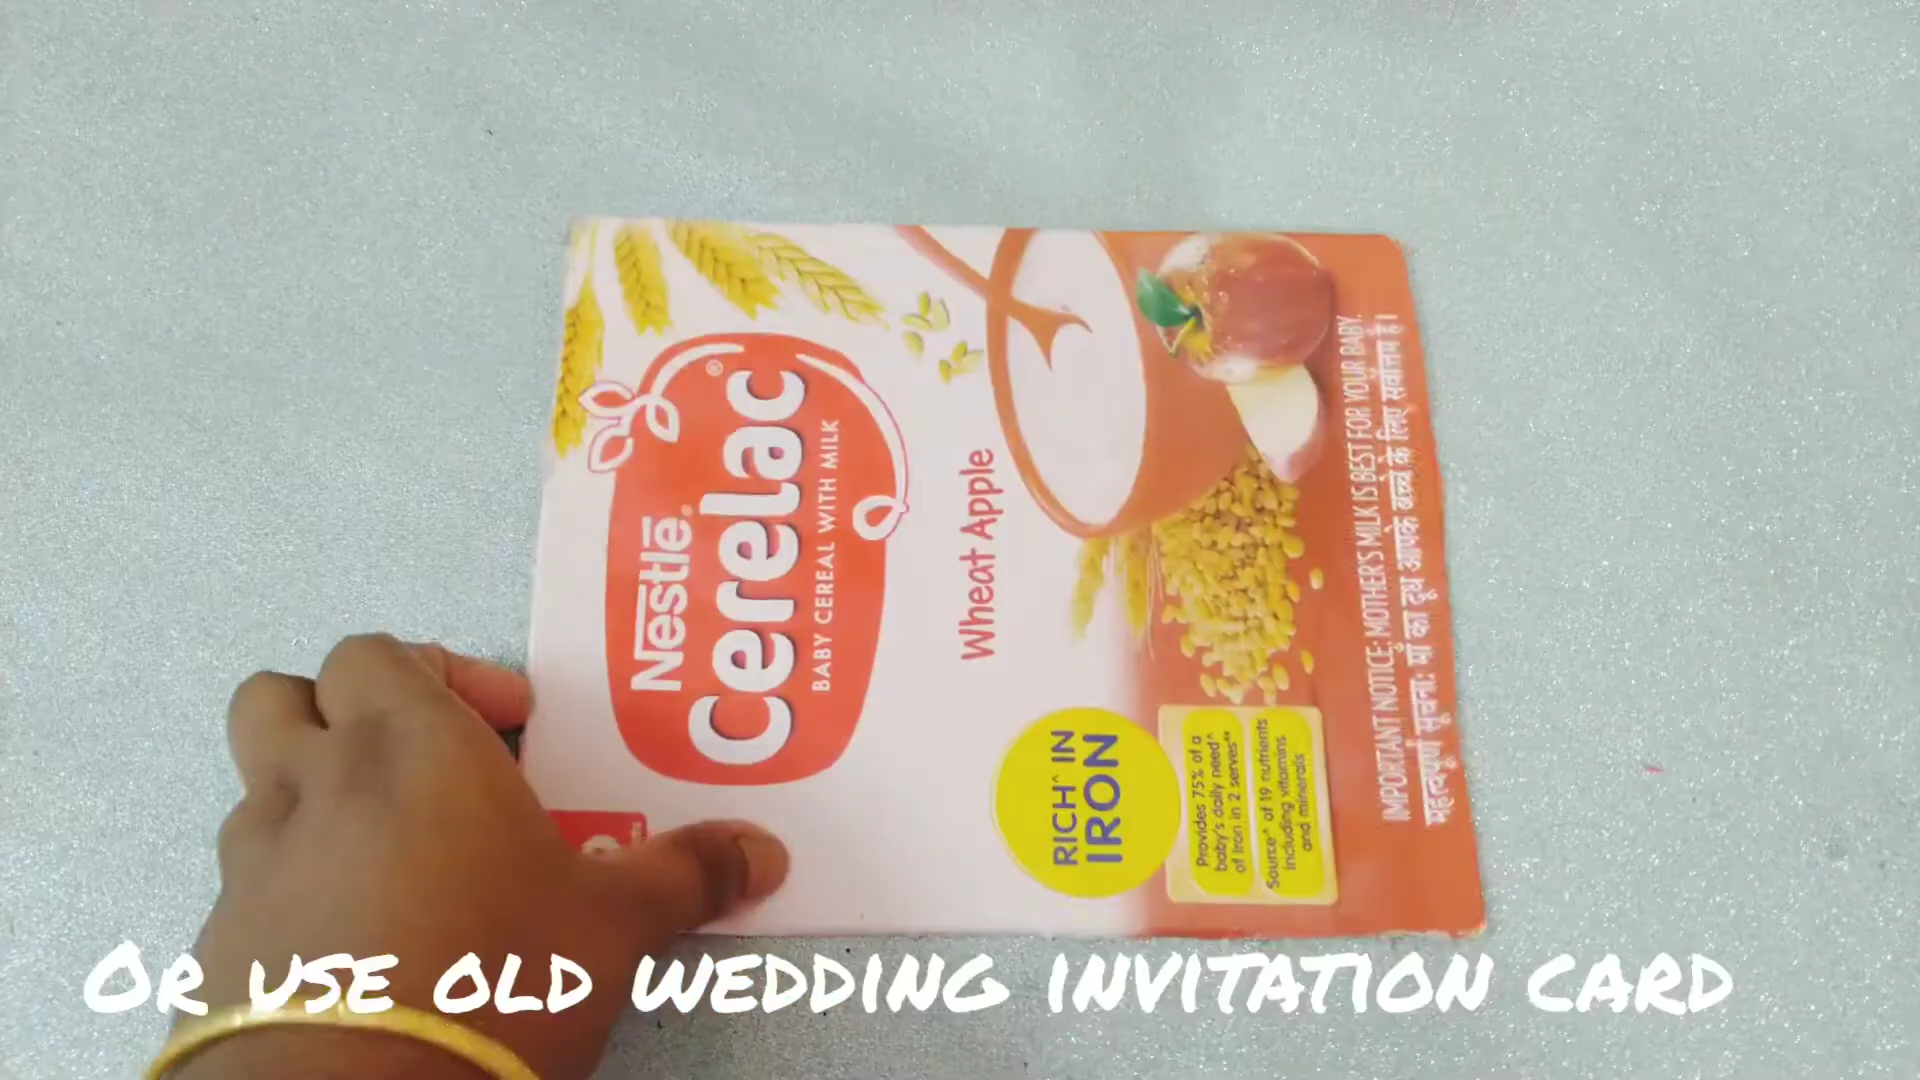 Nestlé®
Cerelac®
BABY CEREAL WITH MILK
Wheat Apple
RICH^ IN
IRON
Provides 75% of a
baby's daily need^
of Iron in 2 serves**
Source^ of 19 nutrients
including vitamins
and minerals
IMPORTANT NOTICE: MOTHER'S MILK IS BEST FOR YOUR BABY.
महत्वपूर्ण सूचना: माँ का दूध आपके बच्चे के लिए सर्वोत्तम है।
OR USE OLD WEDDING INVITATION CARD